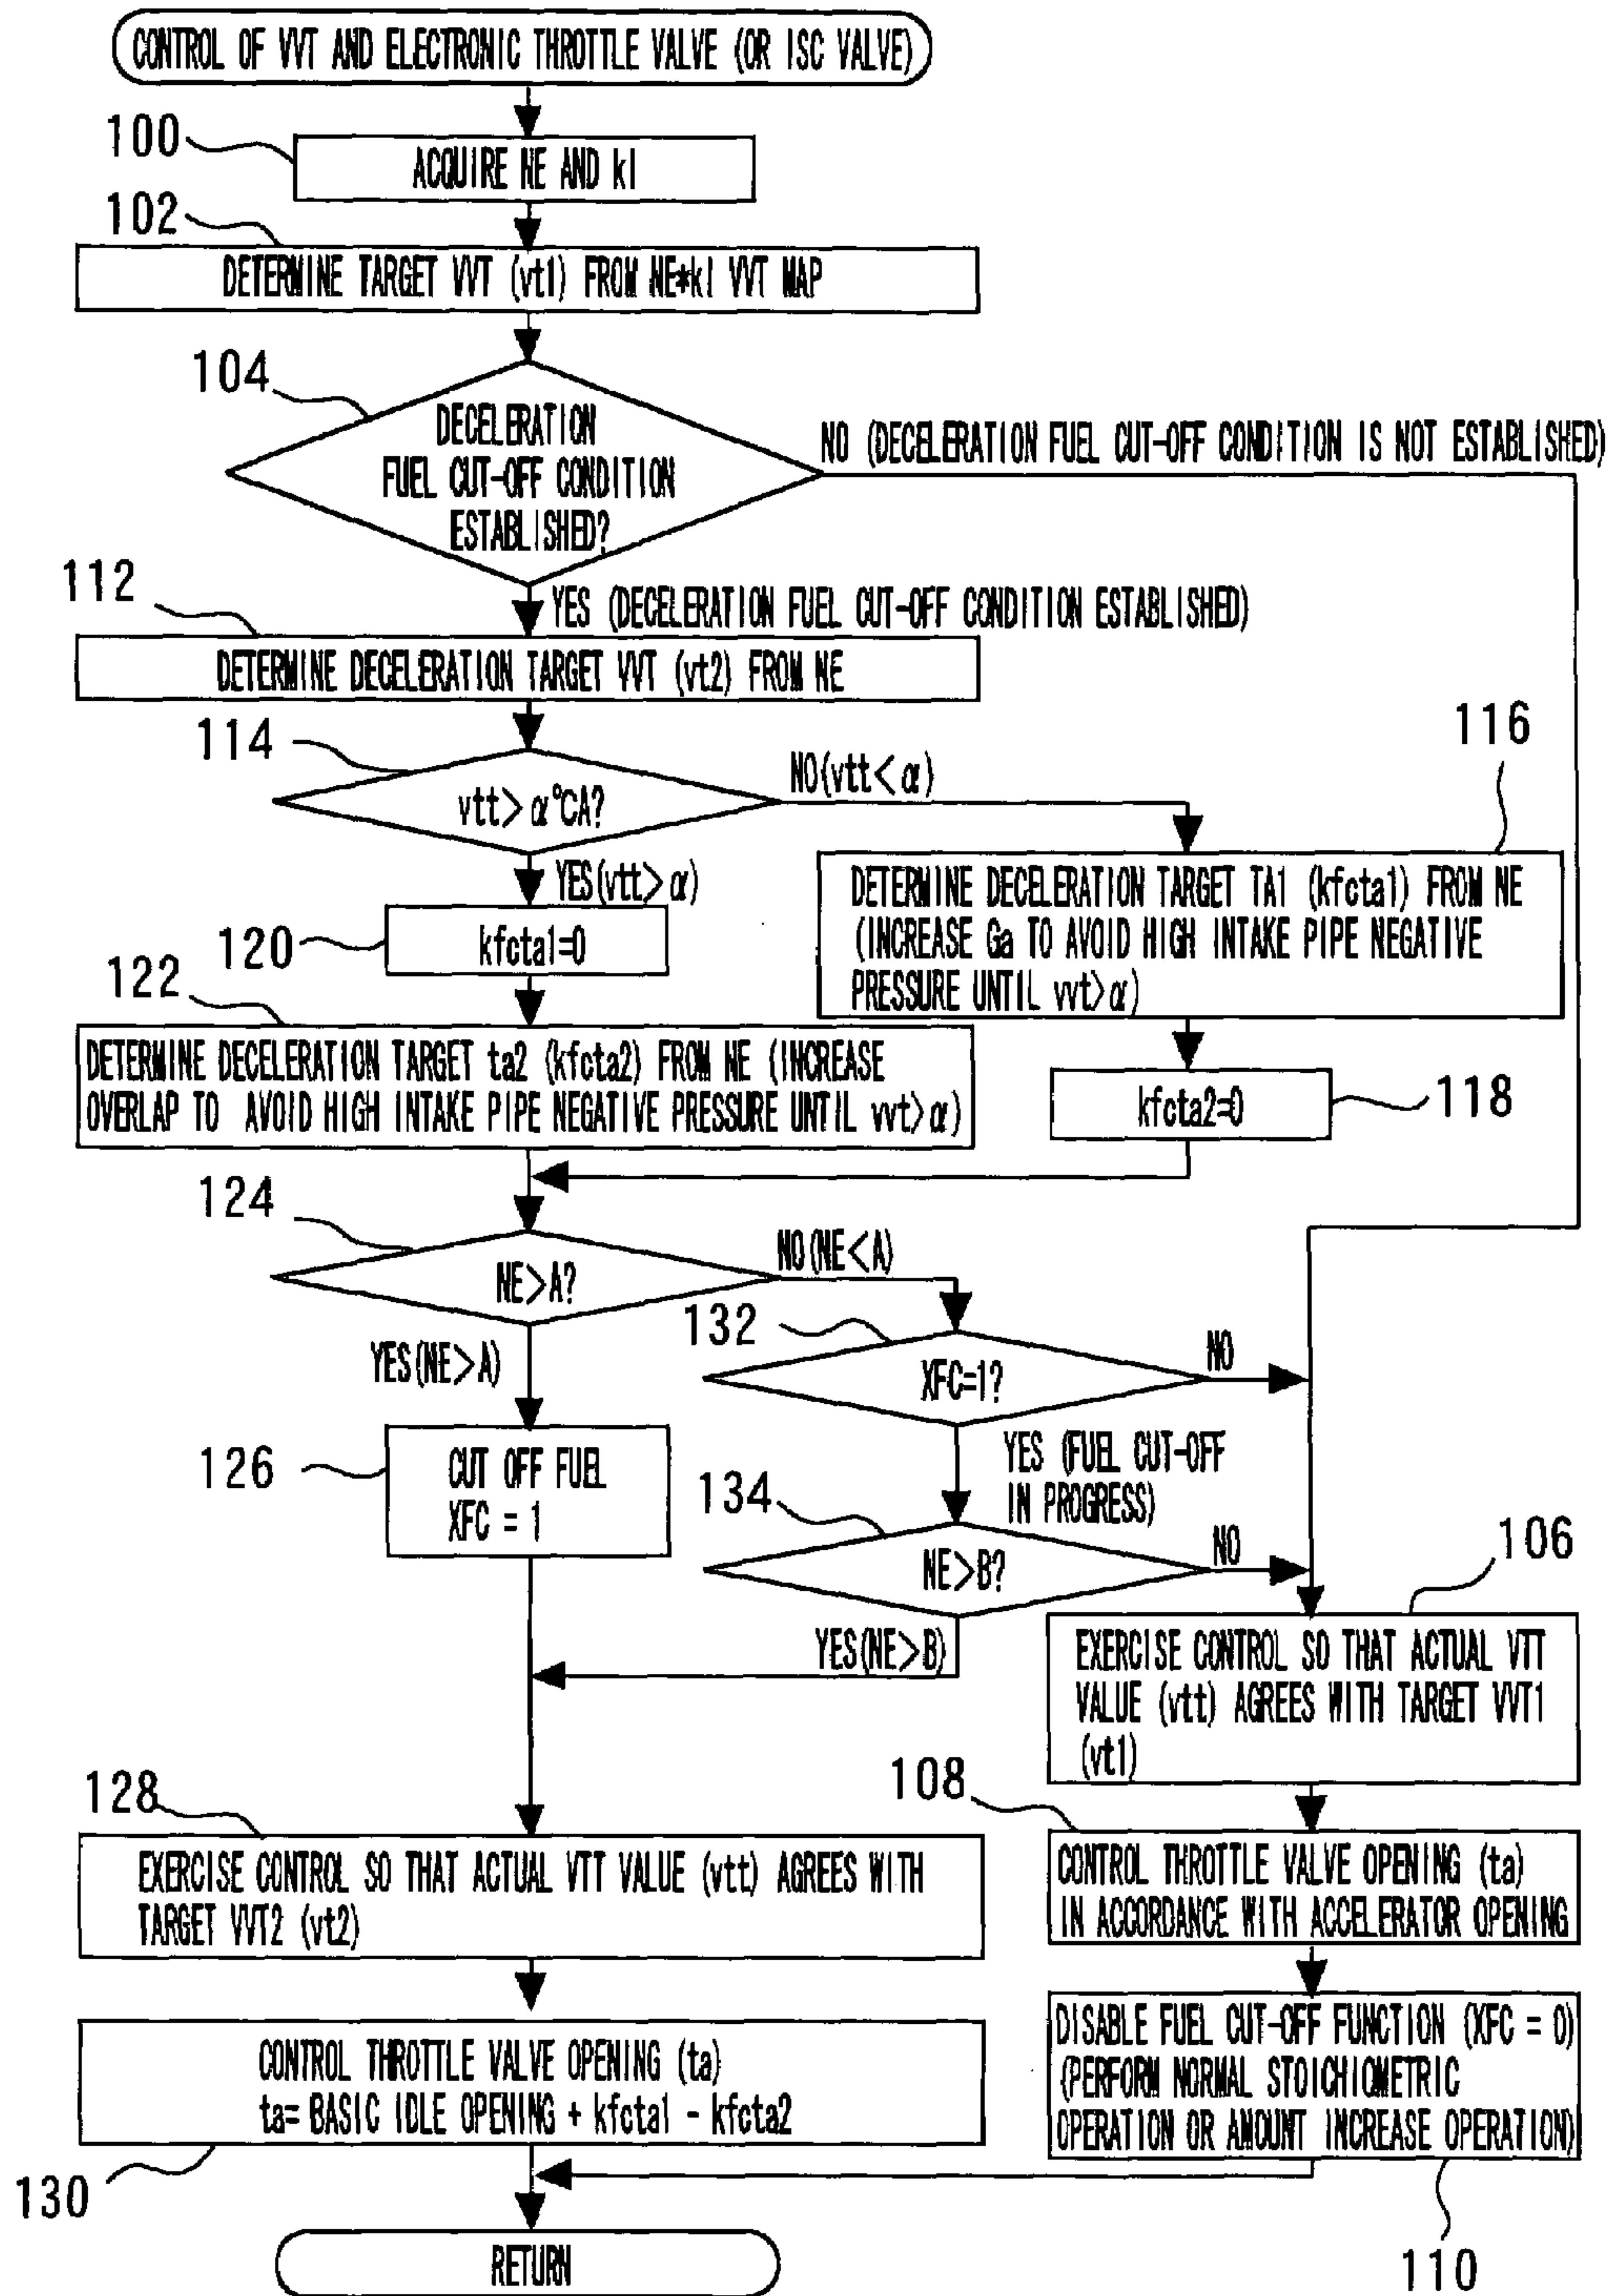 CONTROL OF VVT AND ELECTRONIC THROTTLE VALVE (OR ISC VALVE)
100
ACQUIRE NE AND kl
102
DETERMINE TARGET VVT (vt1) FROM NE*kl VVT MAP
104
DECELERATION
FUEL CUT-OFF CONDITION
ESTABLISHED?
NO (DECELERATION FUEL CUT-OFF CONDITION IS NOT ESTABLISHED)
112
YES (DECELERATION FUEL CUT-OFF CONDITION ESTABLISHED)
DETERMINE DECELERATION TARGET VVT (vt2) FROM NE
114
vtt>α°CA?
NO(vtt<α)
116
YES(vtt>α)
DETERMINE DECELERATION TARGET TA1 (kfcta1) FROM NE
(INCREASE Ga TO AVOID HIGH INTAKE PIPE NEGATIVE
PRESSURE UNTIL vvt>α)
120
kfcta1=0
122
DETERMINE DECELERATION TARGET ta2 (kfcta2) FROM NE (INCREASE
OVERLAP TO AVOID HIGH INTAKE PIPE NEGATIVE PRESSURE UNTIL vvt>α)
kfcta2=0
118
124
NE>A?
NO(NE<A)
132
XFC=1?
NO
YES(NE>A)
126
CUT OFF FUEL
XFC = 1
YES (FUEL CUT-OFF
IN PROGRESS)
134
NE>B?
NO
106
YES(NE>B)
EXERCISE CONTROL SO THAT ACTUAL VTT
VALUE (vtt) AGREES WITH TARGET VVT1
(vt1)
108
128
EXERCISE CONTROL SO THAT ACTUAL VTT VALUE (vtt) AGREES WITH
TARGET VVT2 (vt2)
CONTROL THROTTLE VALVE OPENING (ta)
IN ACCORDANCE WITH ACCELERATOR OPENING
CONTROL THROTTLE VALVE OPENING (ta)
ta= BASIC IDLE OPENING + kfcta1 - kfcta2
130
DISABLE FUEL CUT-OFF FUNCTION (XFC = 0)
(PERFORM NORMAL STOICHIOMETRIC
OPERATION OR AMOUNT INCREASE OPERATION)
110
RETURN